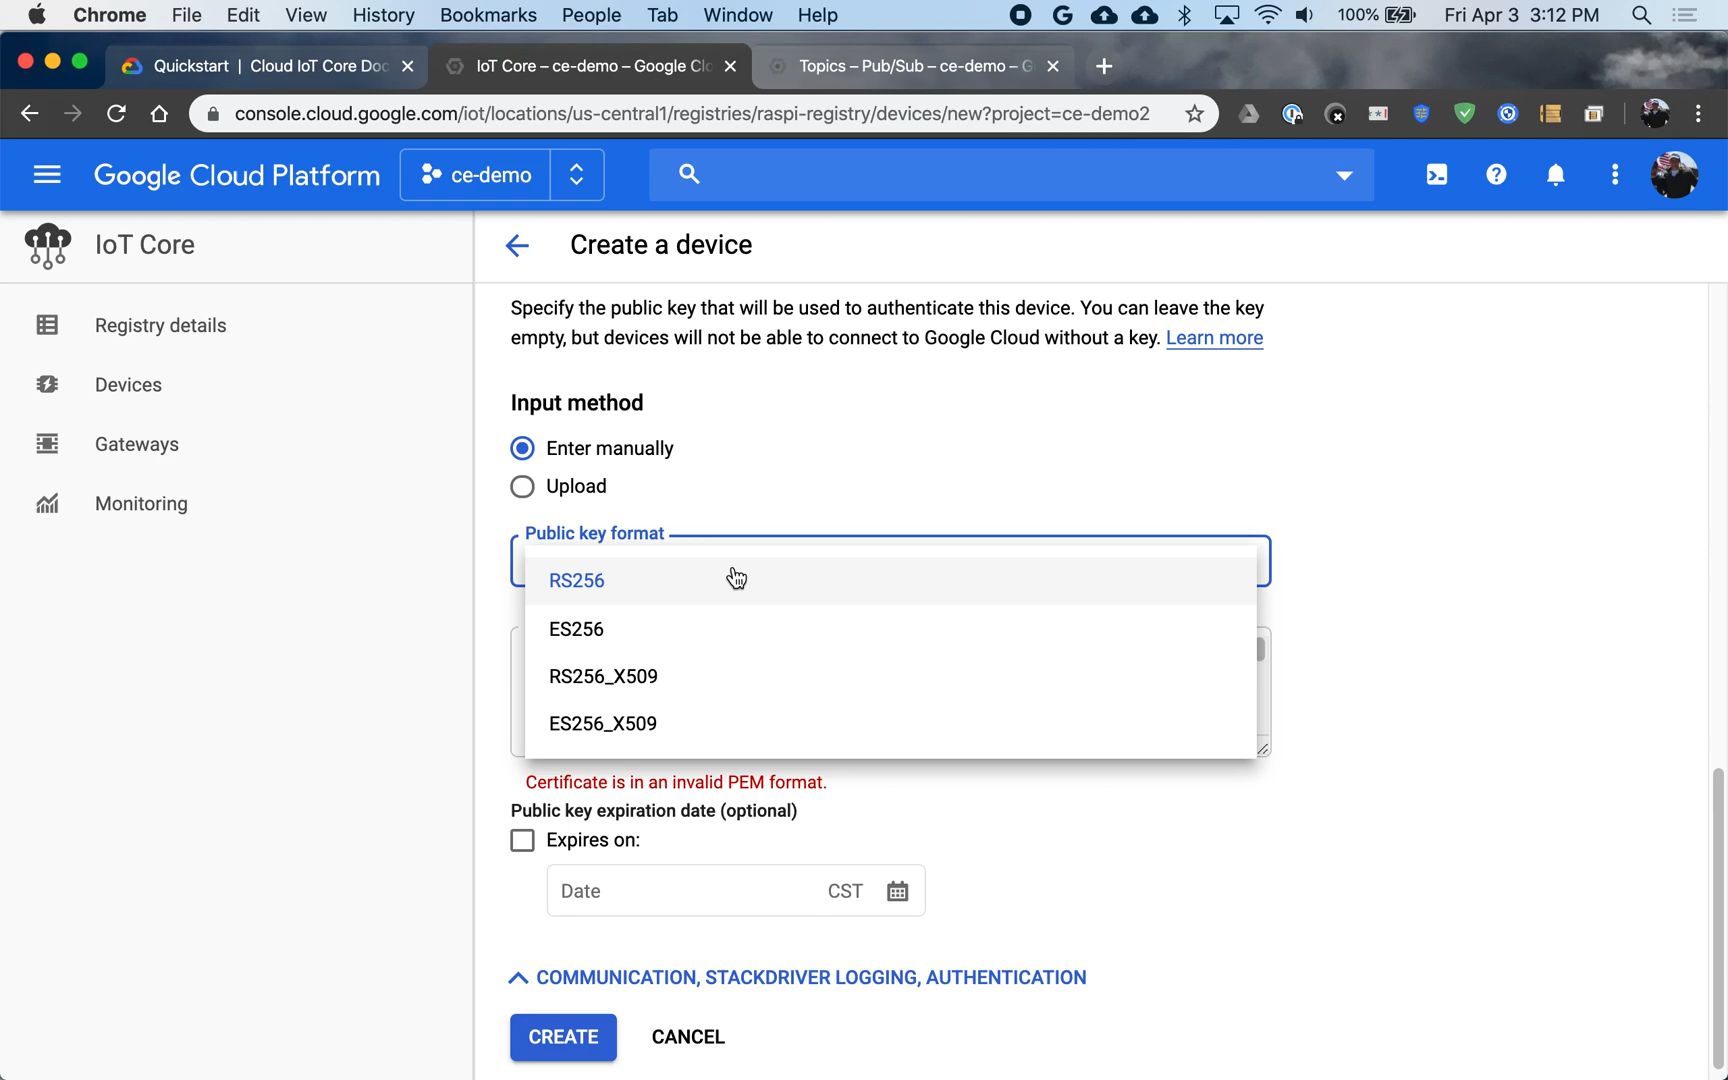 Chrome File Edit View History Bookmarks People Tab Window Help 100% Fri Apr 3 3:12 PM
Quickstart | Cloud IoT Core Doc IoT Core – ce-demo – Google Clo Topics – Pub/Sub – ce-demo – G
console.cloud.google.com/iot/locations/us-central1/registries/raspi-registry/devices/new?project=ce-demo2
Google Cloud Platform ce-demo
IoT Core
Registry details
Devices
Gateways
Monitoring
Create a device
Specify the public key that will be used to authenticate this device. You can leave the key
empty, but devices will not be able to connect to Google Cloud without a key. Learn more
Input method
Enter manually
Upload
Public key format
RS256
ES256
RS256_X509
ES256_X509
Certificate is in an invalid PEM format.
Public key expiration date (optional)
Expires on:
Date CST
COMMUNICATION, STACKDRIVER LOGGING, AUTHENTICATION
CREATE CANCEL